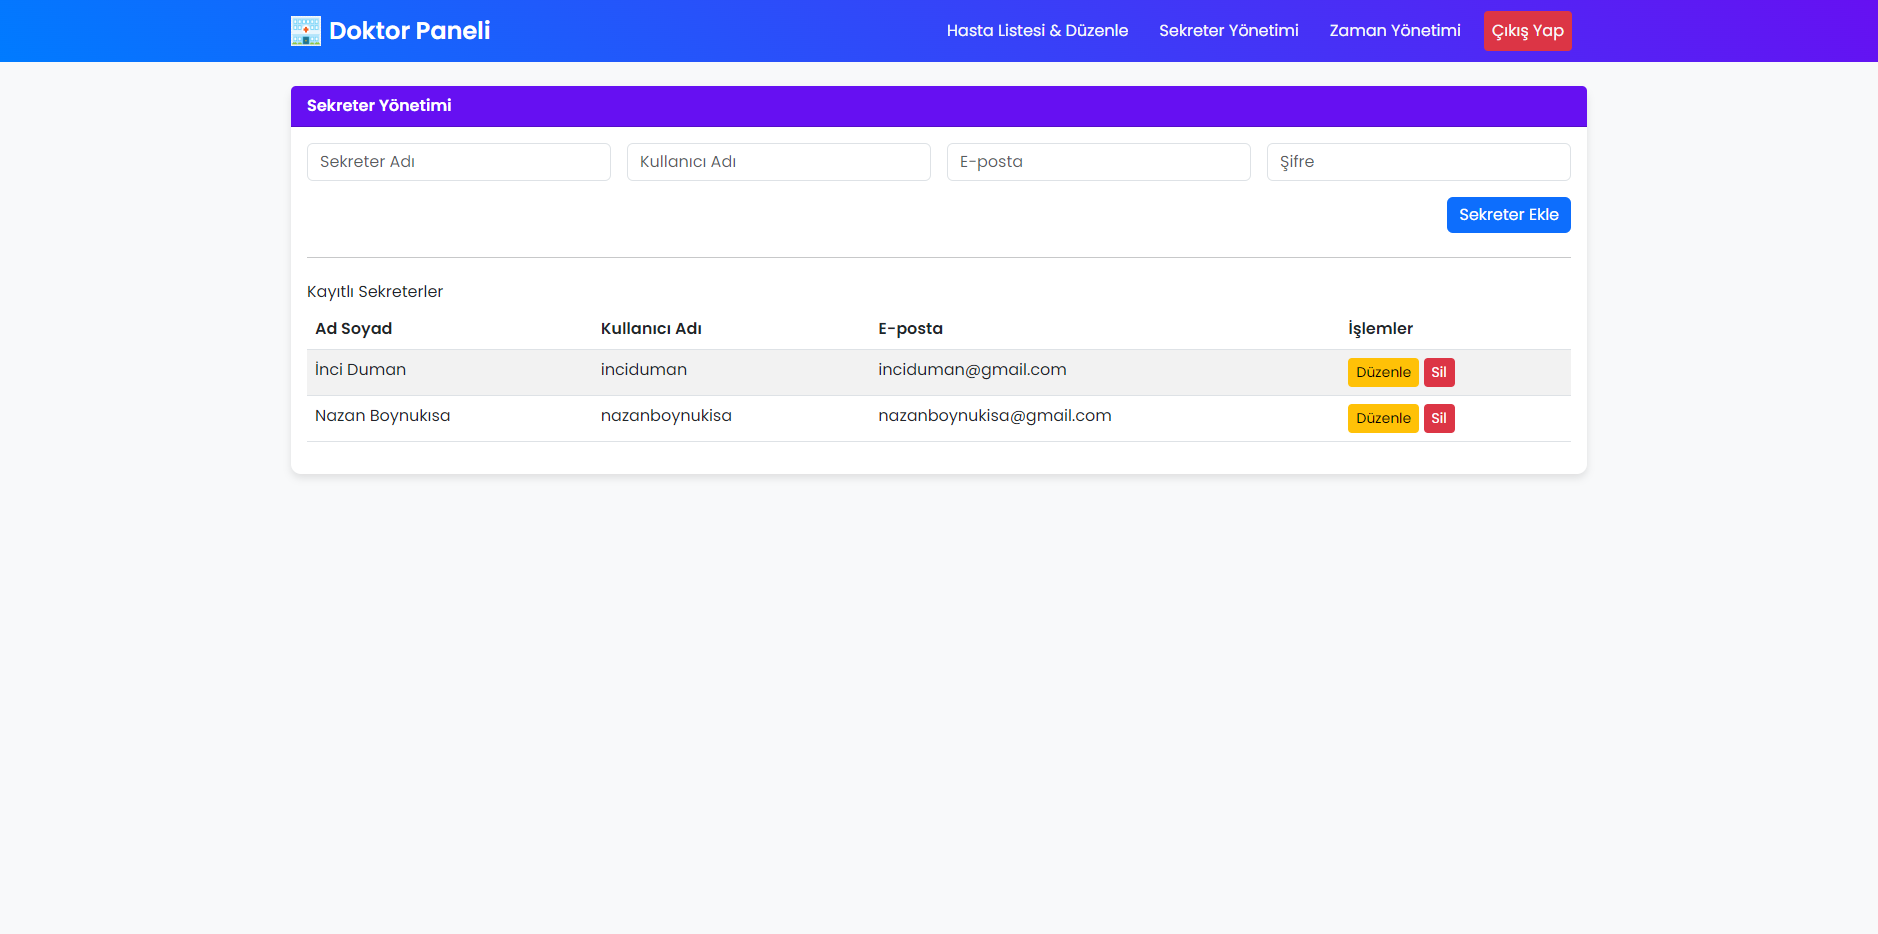 Doktor Paneli
Hasta Listesi & Düzenle Sekreter Yönetimi Zaman Yönetimi Çıkış Yap
Sekreter Yönetimi
Sekreter Adı Kullanıcı Adı E-posta Şifre
Sekreter Ekle
Kayıtlı Sekreterler
Ad Soyad Kullanıcı Adı E-posta İşlemler
İnci Duman inciduman inciduman@gmail.com Düzenle Sil
Nazan Boynukısa nazanboynukisa nazanboynukisa@gmail.com Düzenle Sil